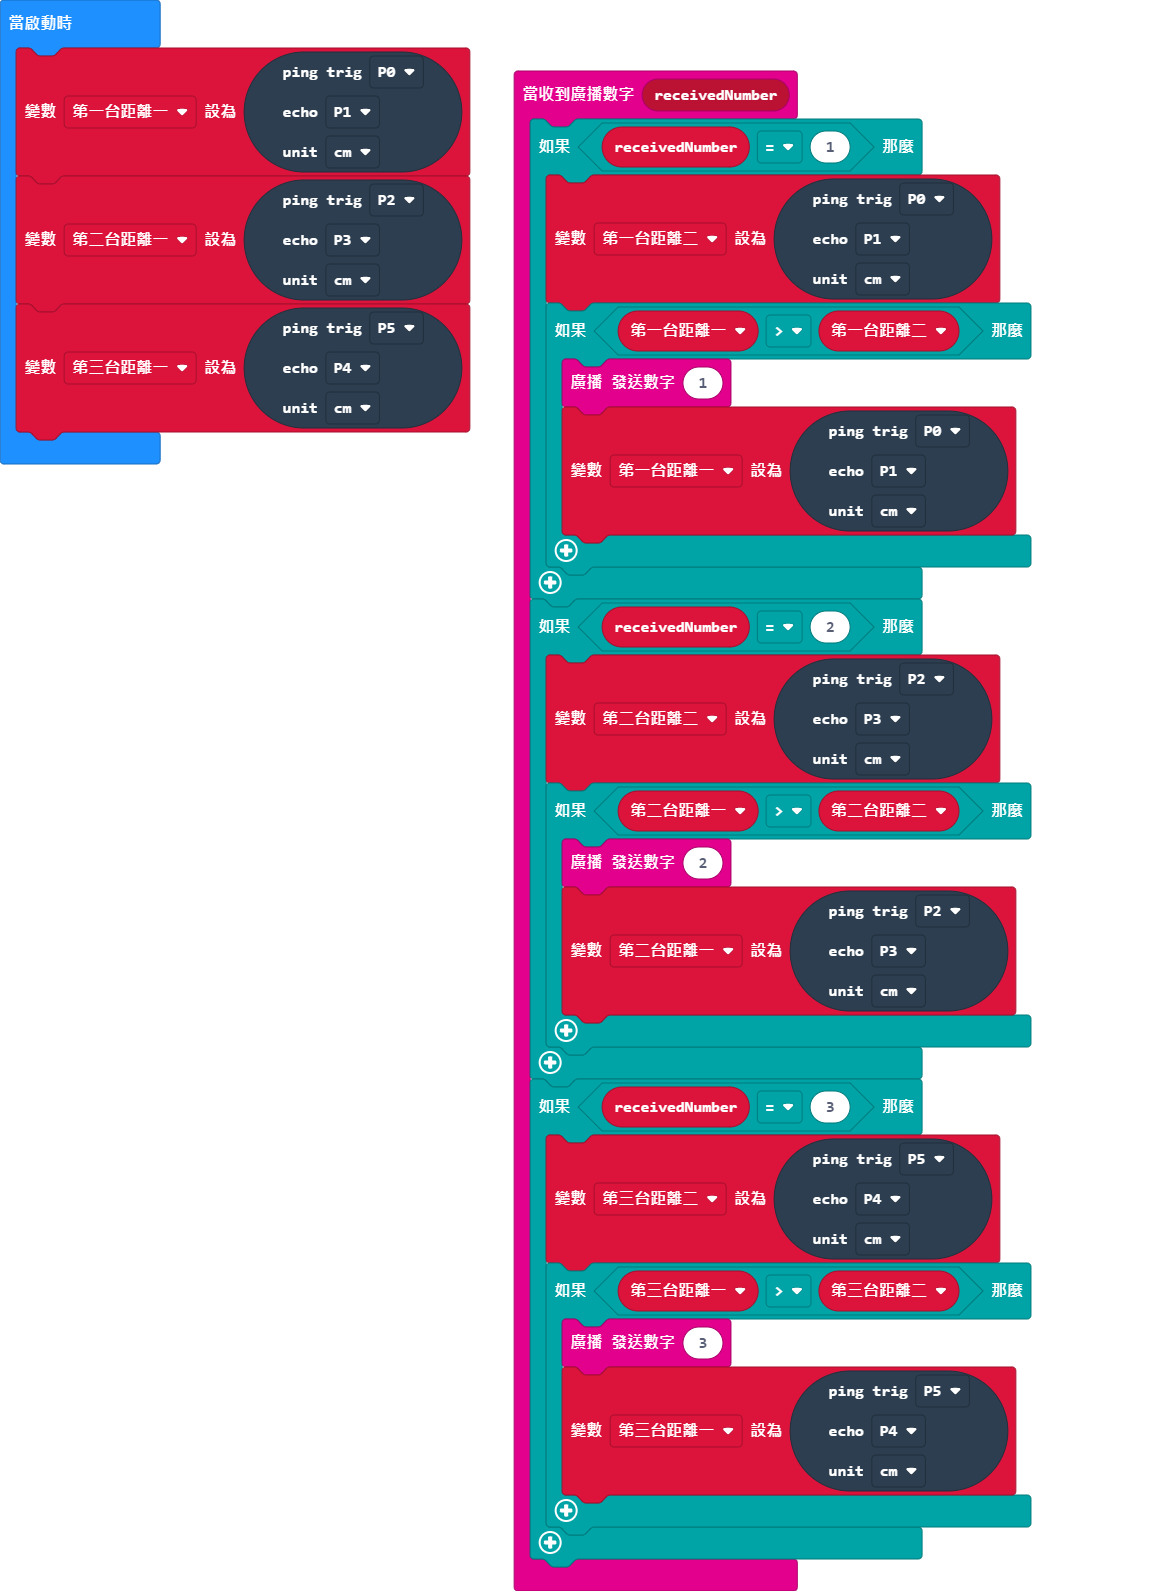 當啟動時
變數 第一台距離一 設為 ping trig P0
echo P1
unit cm
變數 第二台距離一 設為 ping trig P2
echo P3
unit cm
變數 第三台距離一 設為 ping trig P5
echo P4
unit cm
當收到廣播數字 receivedNumber
如果 receivedNumber = 1 那麼
變數 第一台距離二 設為 ping trig P0
echo P1
unit cm
如果 第一台距離一 > 第一台距離二 那麼
廣播 發送數字 1
變數 第一台距離一 設為 ping trig P0
echo P1
unit cm
如果 receivedNumber = 2 那麼
變數 第二台距離二 設為 ping trig P2
echo P3
unit cm
如果 第二台距離一 > 第二台距離二 那麼
廣播 發送數字 2
變數 第二台距離一 設為 ping trig P2
echo P3
unit cm
如果 receivedNumber = 3 那麼
變數 第三台距離二 設為 ping trig P5
echo P4
unit cm
如果 第三台距離一 > 第三台距離二 那麼
廣播 發送數字 3
變數 第三台距離一 設為 ping trig P5
echo P4
unit cm